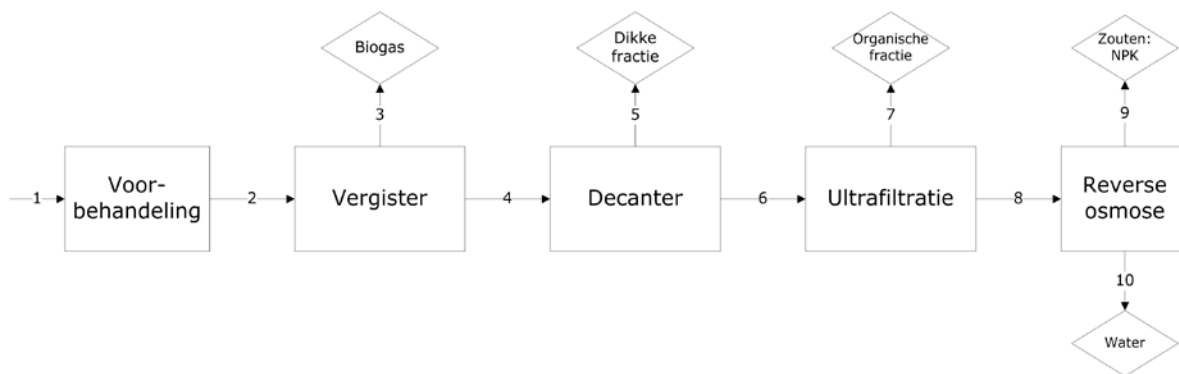 Biogas
Dikke
fractie
Organische
fractie
Zouten:
NPK
3
5
7
9
1
Voor-
behandeling
2
Vergister
4
Decanter
6
Ultrafiltratie
8
Reverse
osmose
10
Water